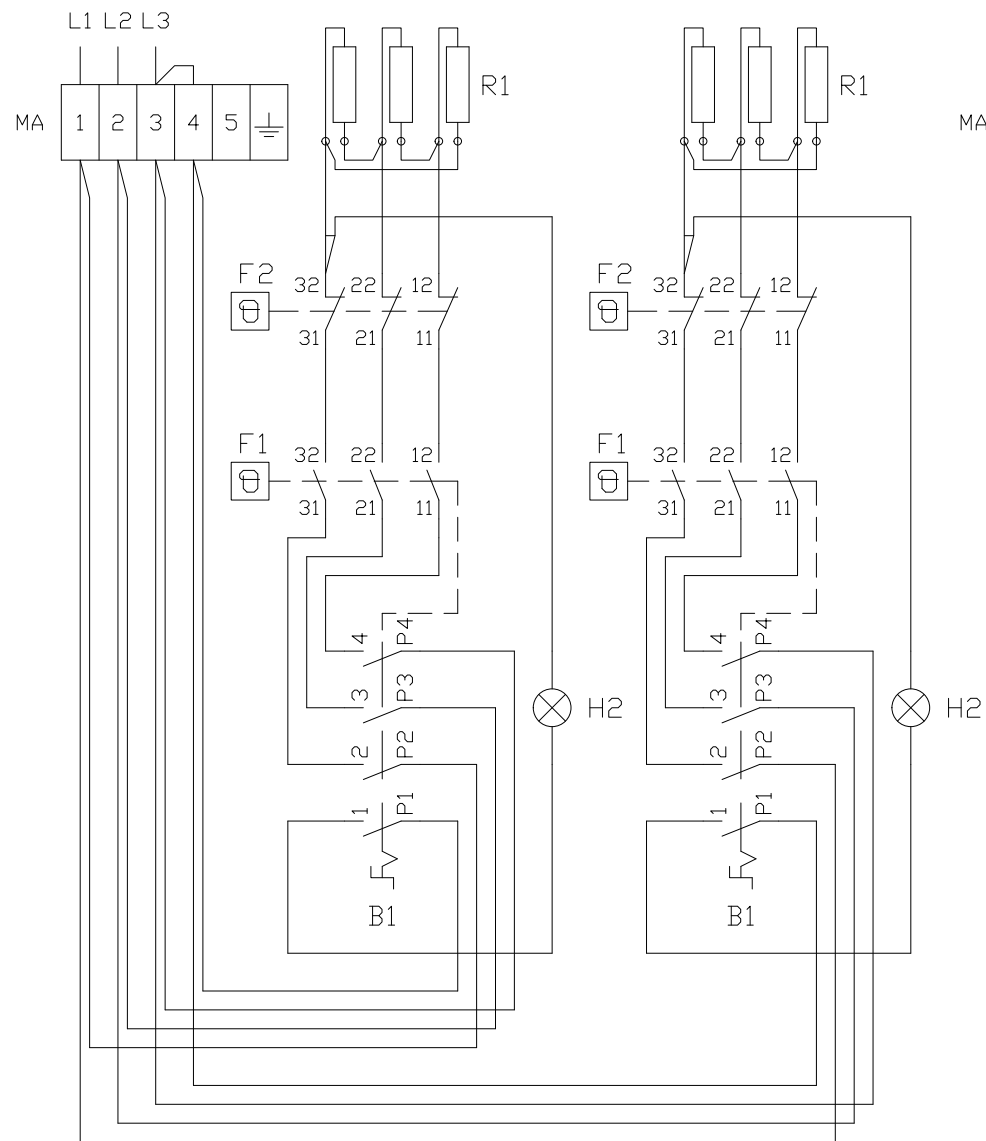 L1 L2 L3
R1 R1
MA 1 2 3 4 5 MA
F2 32 22 12 F2 32 22 12
31 21 11 31 21 11
F1 32 22 12 F1 32 22 12
31 21 11 31 21 11
4 P4 4 P4
3 P3 3 P3
H2 H2
2 P2 2 P2
1 P1 1 P1
B1 B1